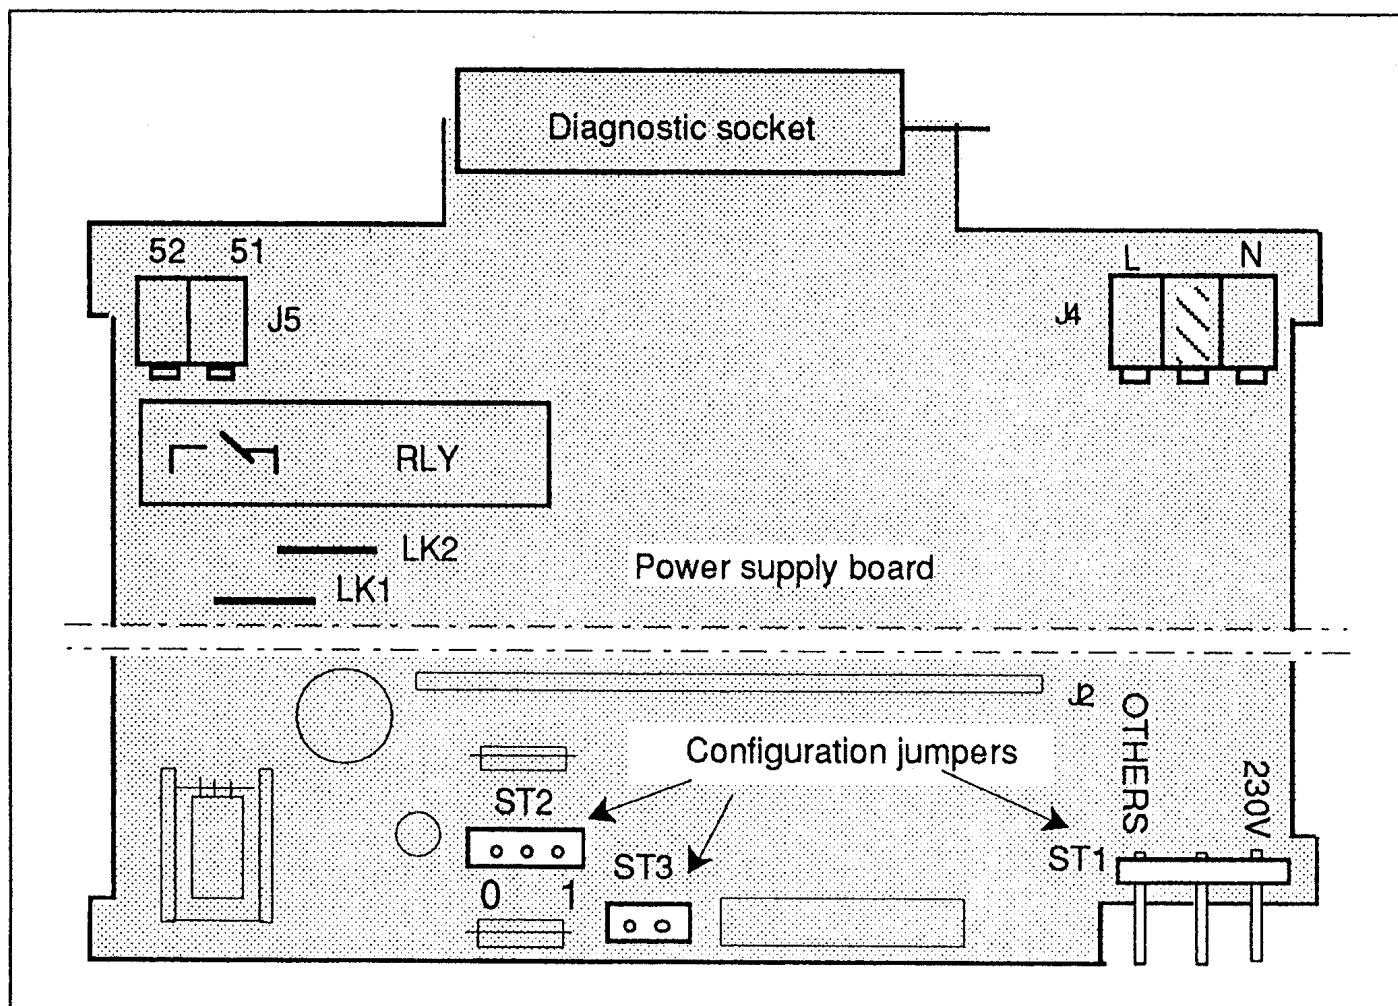 Diagnostic socket
52 51
L N
J5
J4
RLY
LK2
LK1
Power supply board
J2
OTHERS
230V
Configuration jumpers
ST2
ST3
ST1
0 1